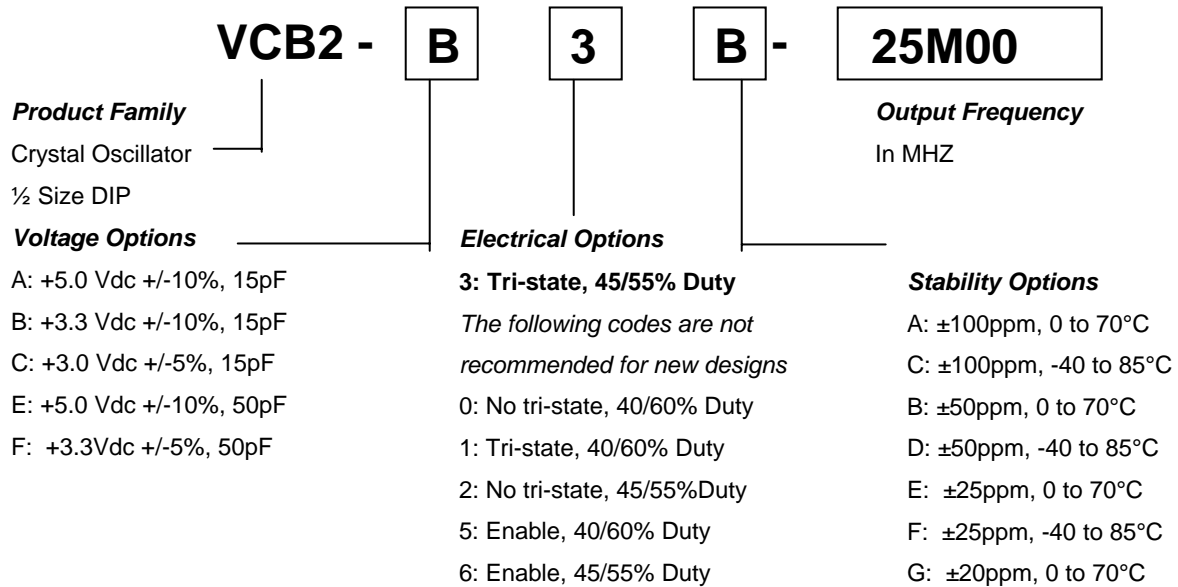 VCB2 - B 3 B - 25M00
Product Family
Crystal Oscillator
½ Size DIP
Output Frequency
In MHZ
Voltage Options
A: +5.0 Vdc +/-10%, 15pF
B: +3.3 Vdc +/-10%, 15pF
C: +3.0 Vdc +/-5%, 15pF
E: +5.0 Vdc +/-10%, 50pF
F: +3.3Vdc +/-5%, 50pF
Electrical Options
3: Tri-state, 45/55% Duty
The following codes are not
recommended for new designs
0: No tri-state, 40/60% Duty
1: Tri-state, 40/60% Duty
2: No tri-state, 45/55%Duty
5: Enable, 40/60% Duty
6: Enable, 45/55% Duty
Stability Options
A: ±100ppm, 0 to 70°C
C: ±100ppm, -40 to 85°C
B: ±50ppm, 0 to 70°C
D: ±50ppm, -40 to 85°C
E: ±25ppm, 0 to 70°C
F: ±25ppm, -40 to 85°C
G: ±20ppm, 0 to 70°C